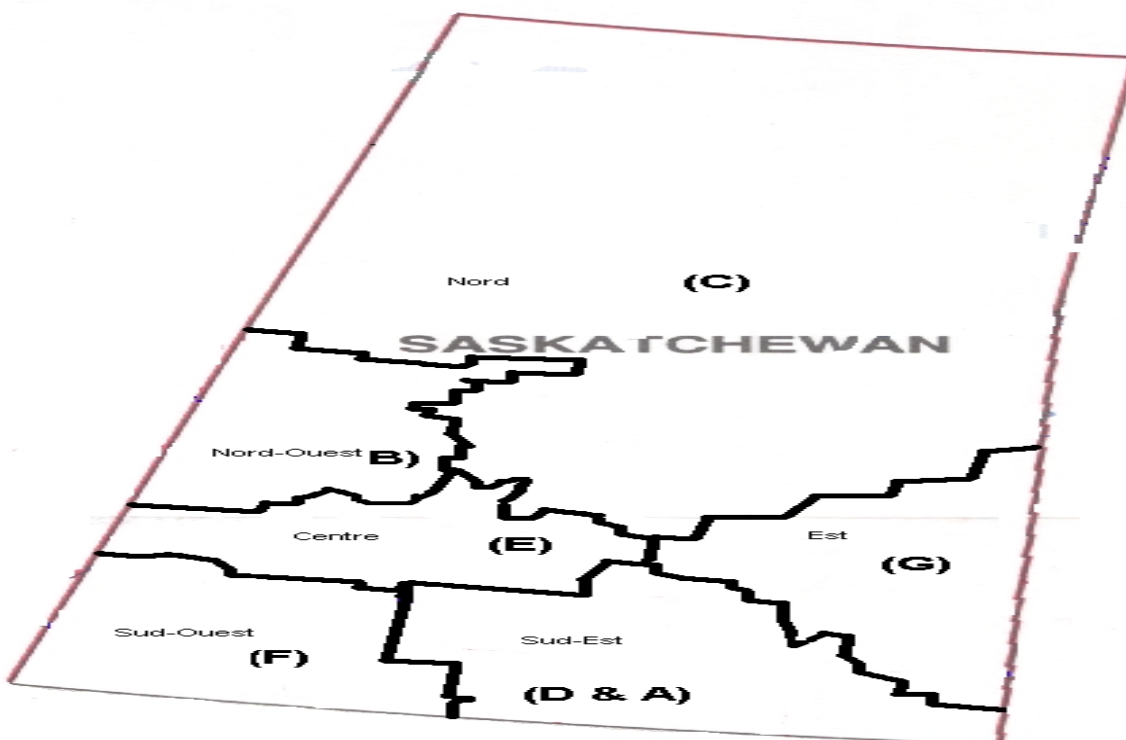 Nord (C)
SASKATCHEWAN
Nord-Ouest B)
Centre (E)
Est
(G)
Sud-Ouest
(F)
Sud-Est
(D & A)